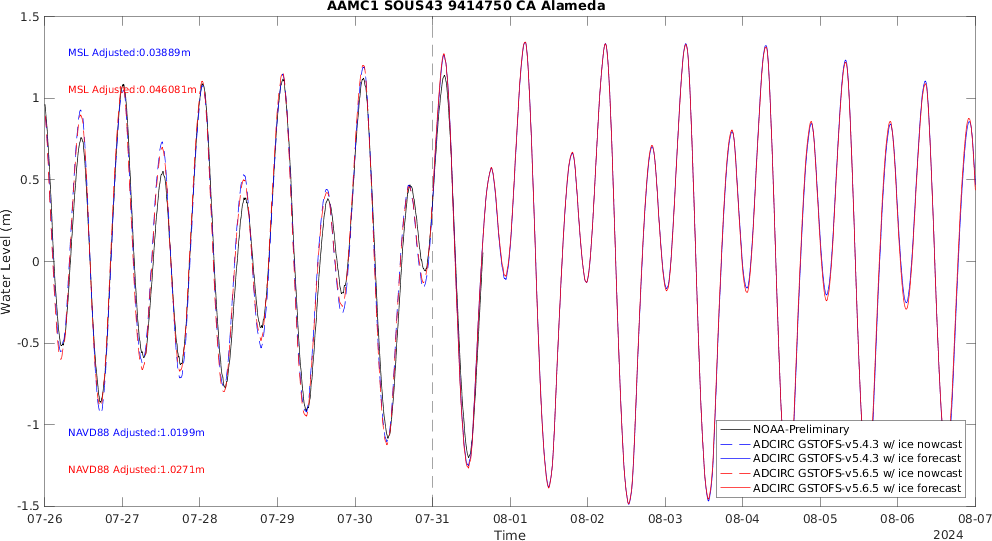 AAMC1 SOUS43 9414750 CA Alameda
1.5
1
0.5
0
-0.5
-1
-1.5
Water Level (m)
MSL Adjusted:0.03889m
MSL Adjusted:0.046081m
NAVD88 Adjusted:1.0199m
NAVD88 Adjusted:1.0271m
NOAA-Preliminary
ADCIRC GSTOFS-v5.4.3 w/ ice nowcast
ADCIRC GSTOFS-v5.4.3 w/ ice forecast
ADCIRC GSTOFS-v5.6.5 w/ ice nowcast
ADCIRC GSTOFS-v5.6.5 w/ ice forecast
07-26 07-27 07-28 07-29 07-30 07-31 08-01 08-02 08-03 08-04 08-05 08-06 08-07
Time
2024